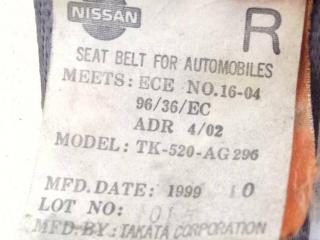 NISSAN
R
SEAT BELT FOR AUTOMOBILES
MEETS: ECE NO.16-04
96/36/EC
ADR 4/02
MODEL: TK-520-AG296
MFD. DATE: 1999 10
LOT NO:
MFD. BY: TAKATA CORPORATION